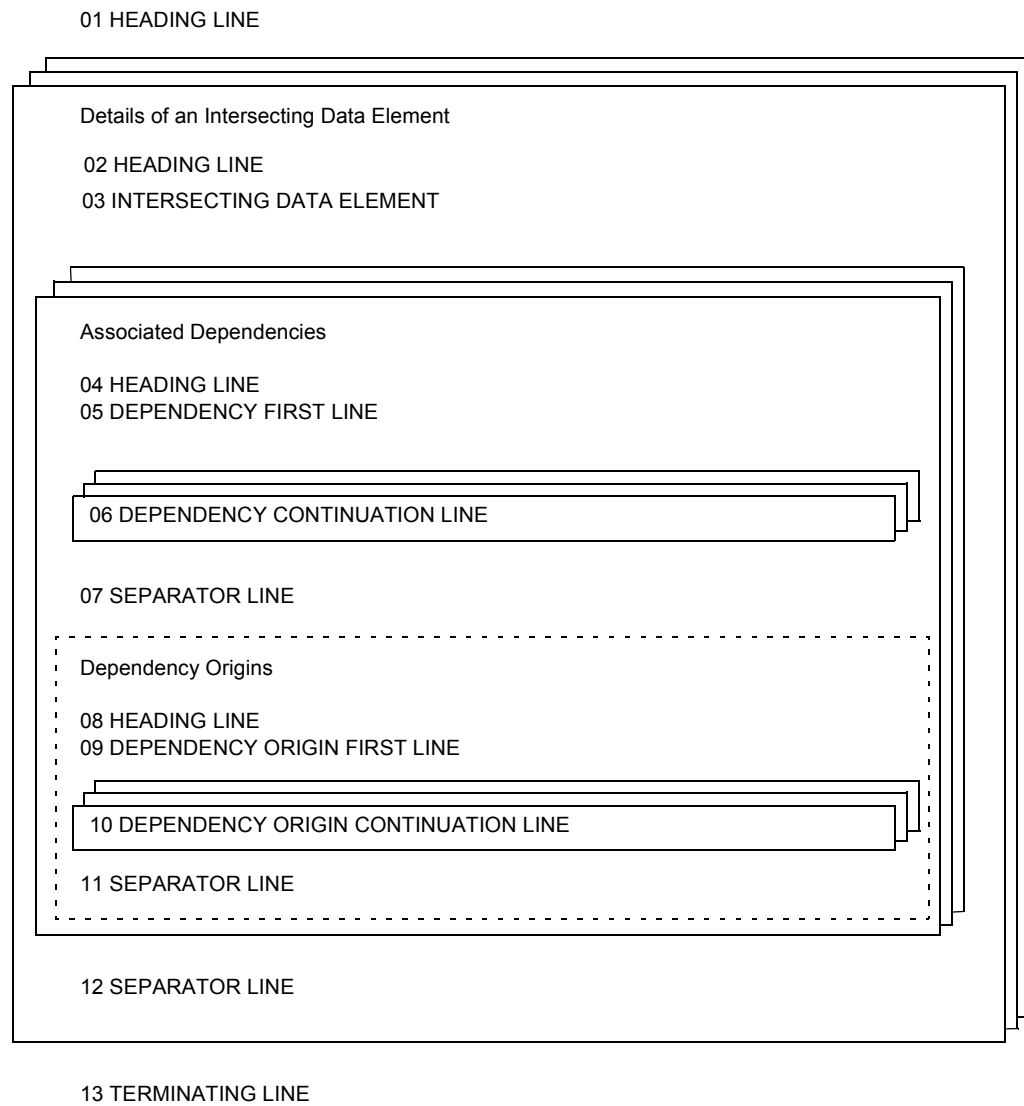 01 HEADING LINE
Details of an Intersecting Data Element
02 HEADING LINE
03 INTERSECTING DATA ELEMENT
Associated Dependencies
04 HEADING LINE
05 DEPENDENCY FIRST LINE
06 DEPENDENCY CONTINUATION LINE
07 SEPARATOR LINE
Dependency Origins
08 HEADING LINE
09 DEPENDENCY ORIGIN FIRST LINE
10 DEPENDENCY ORIGIN CONTINUATION LINE
11 SEPARATOR LINE
12 SEPARATOR LINE
13 TERMINATING LINE